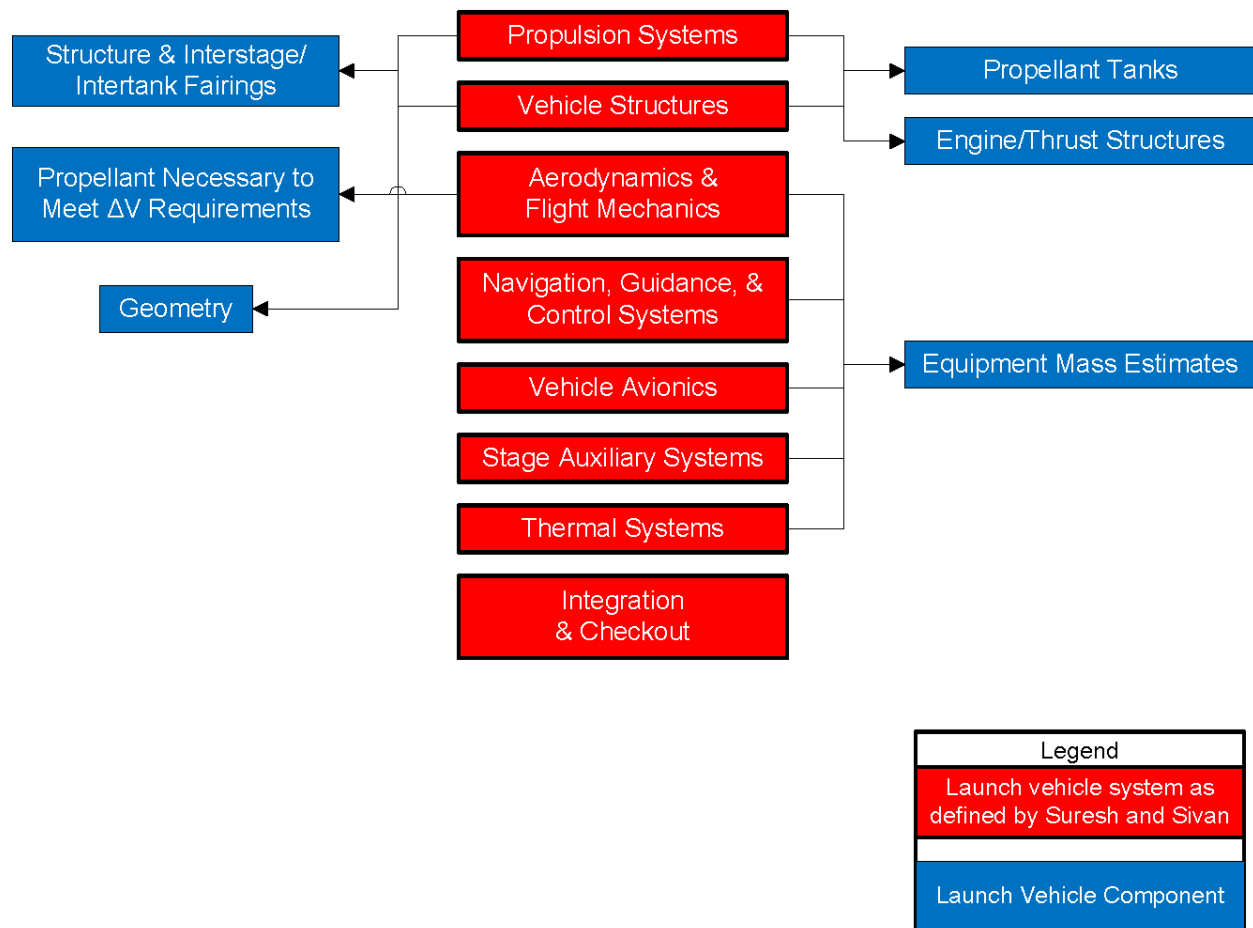 Propulsion Systems
Structure & Interstage/
Intertank Fairings
Propellant Tanks
Vehicle Structures
Engine/Thrust Structures
Propellant Necessary to
Meet ΔV Requirements
Aerodynamics &
Flight Mechanics
Navigation, Guidance, &
Control Systems
Geometry
Equipment Mass Estimates
Vehicle Avionics
Stage Auxiliary Systems
Thermal Systems
Integration
& Checkout
Legend
Launch vehicle system as
defined by Suresh and Sivan
Launch Vehicle Component